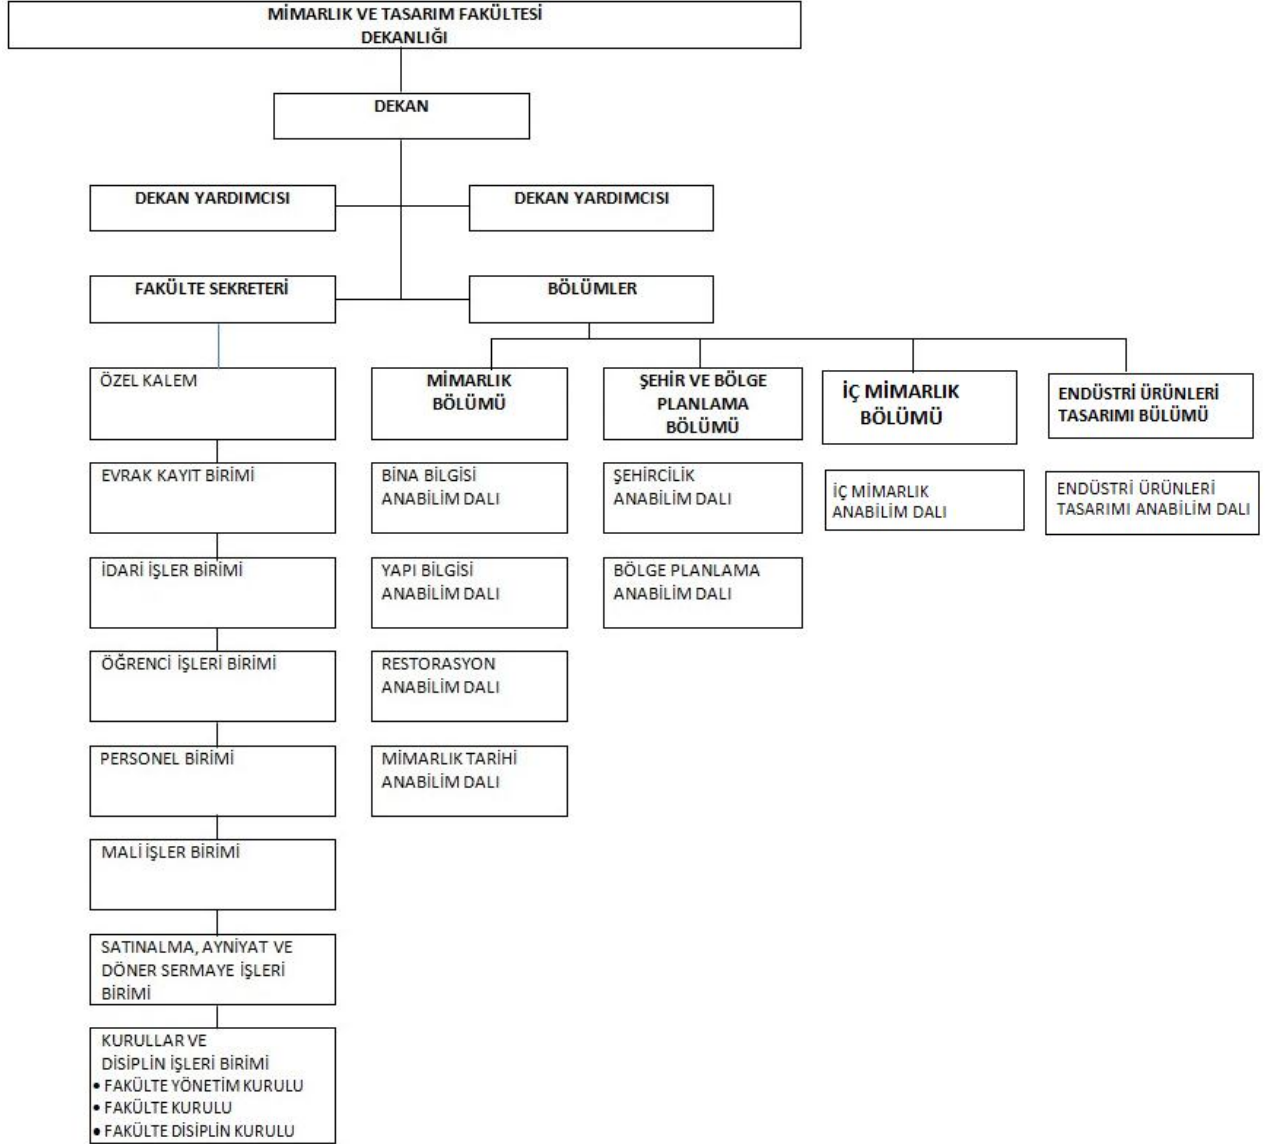 MİMARLIK VE TASARIM FAKÜLTESİ
DEKANLIĞI
DEKAN
DEKAN YARDIMCISI
DEKAN YARDIMCISI
FAKÜLTE SEKRETERİ
BÖLÜMLER
ÖZEL KALEM
EVRAK KAYIT BİRİMİ
İDARİ İŞLER BİRİMİ
ÖĞRENCİ İŞLERİ BİRİMİ
PERSONEL BİRİMİ
MALİ İŞLER BİRİMİ
SATINALMA, AYNİYAT VE
DÖNER SERMAYE İŞLERİ
BİRİMİ
KURULLAR VE
DİSİPLİN İŞLERİ BİRİMİ
• FAKÜLTE YÖNETİM KURULU
• FAKÜLTE KURULU
• FAKÜLTE DİSİPLİN KURULU
MİMARLIK
BÖLÜMÜ
BİNA BİLGİSİ
ANABİLİM DALI
YAPI BİLGİSİ
ANABİLİM DALI
RESTORASYON
ANABİLİM DALI
MİMARLIK TARİHİ
ANABİLİM DALI
ŞEHİR VE BÖLGE
PLANLAMA
BÖLÜMÜ
ŞEHİRCİLİK
ANABİLİM DALI
BÖLGE PLANLAMA
ANABİLİM DALI
İÇ MİMARLIK
BÖLÜMÜ
İÇ MİMARLIK
ANABİLİM DALI
ENDÜSTRİ ÜRÜNLERİ
TASARIMI BÜLÜMÜ
ENDÜSTRİ ÜRÜNLERİ
TASARIMI ANABİLİM DALI